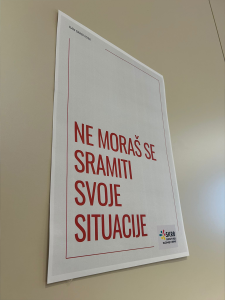 NE MORAŠ SE
SRAMITI
SVOJE
SITUACIJE